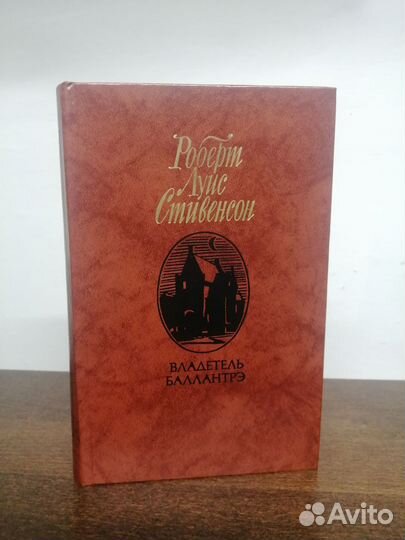 Роберт
Луис
Стивенсон
ВЛАДЕТЕЛЬ
БАЛЛАНТРЭ
Avito